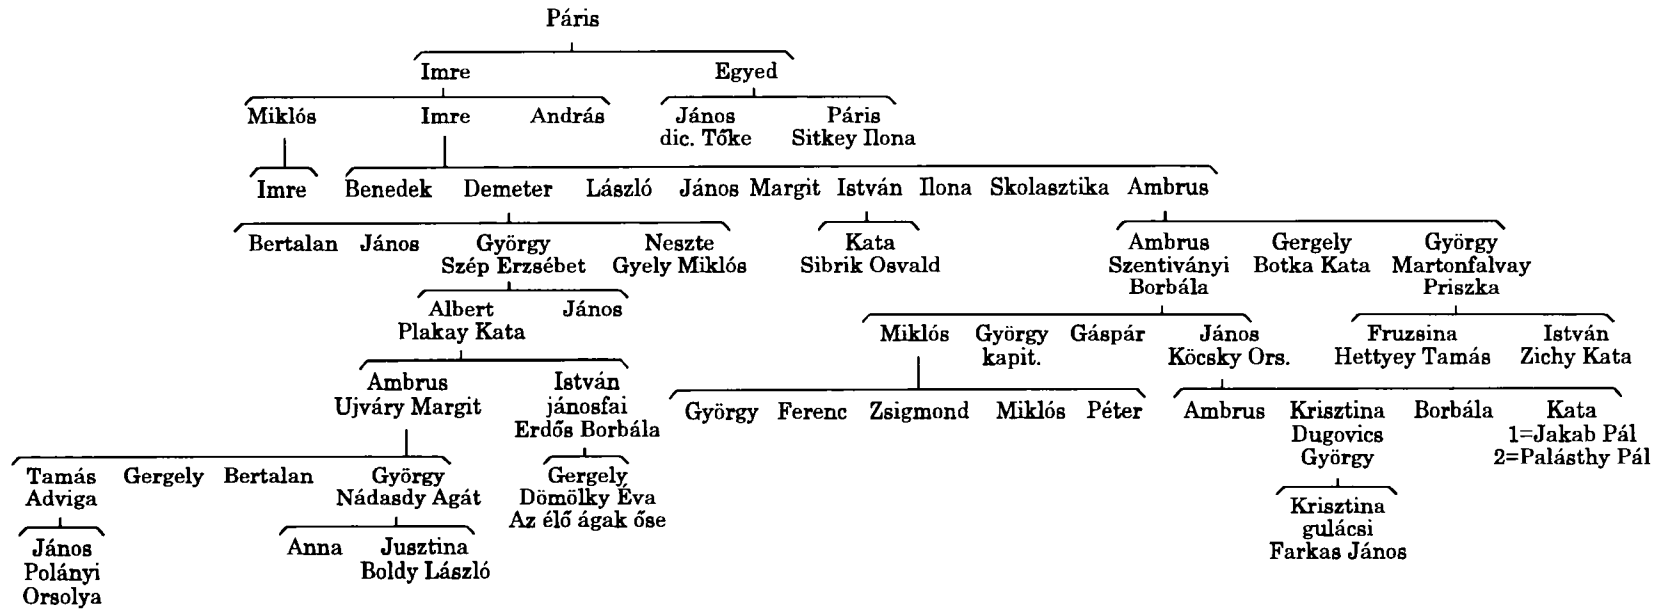 Páris
Imre Egyed
Miklós Imre András János Páris
dic. Tőke Sitkey Ilona
Imre Benedek Demeter László János Margit István Ilona Skolasztika Ambrus
Bertalan János György Neszte Kata Ambrus Gergely György
Szép Erzsébet Gyely Miklós Sibrik Osvald Szentiványi Botka Kata Martonfalvay
Borbála Priszka
Albert János
Plakay Kata
Miklós György Gáspár János Fruzsina István
kapit. Köcsky Ors. Hettyey Tamás Zichy Kata
Ambrus István
Ujváry Margit jánosfai
Erdős Borbála
György Ferenc Zsigmond Miklós Péter Ambrus Krisztina Borbála Kata
Dugovics 1=Jakab Pál
György 2=Palásthy Pál
Tamás Gergely Bertalan György Gergely
Adviga Nádasdy Agát Dömölky Éva
Az élő ágak őse
Krisztina
gulácsi
Farkas János
János Anna Jusztina
Polányi Boldy László
Orsolya